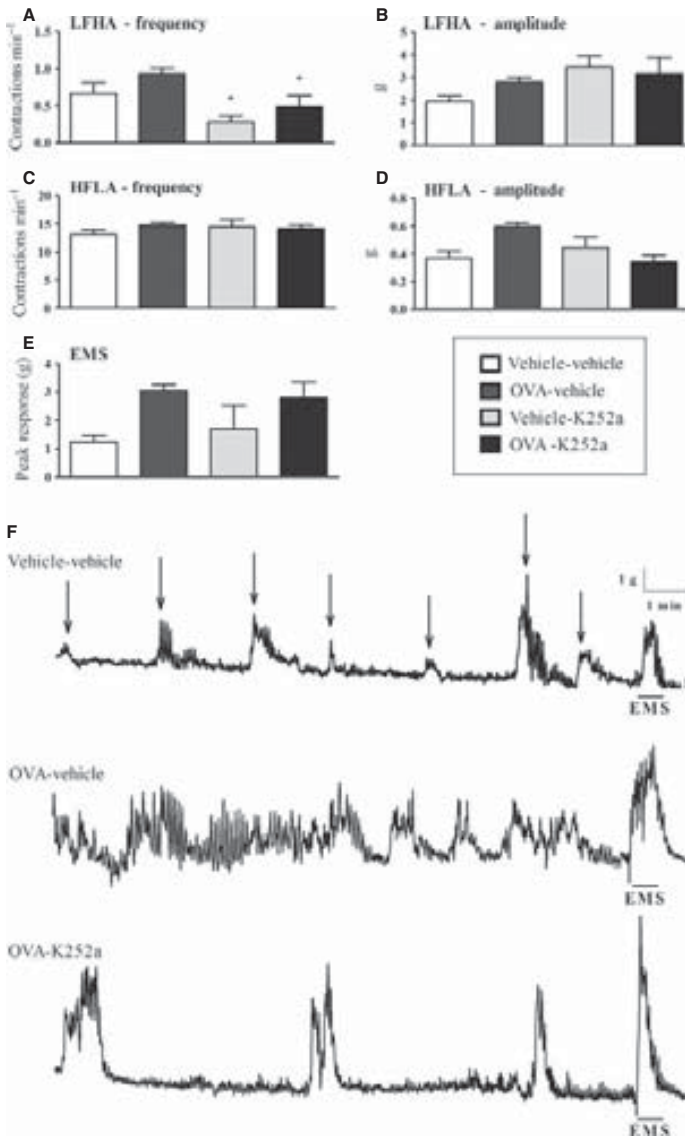 A
LFHA - frequency
Contractions min⁻¹
1.5
1.0
0.5
0.0
*
*
B
LFHA - amplitude
g
5
4
3
2
1
0
C
HFLA - frequency
Contractions min⁻¹
20
15
10
5
0
D
HFLA - amplitude
g
0.8
0.6
0.4
0.2
0.0
E
EMS
Peak response (g)
4
3
2
1
0
Vehicle-vehicle
OVA-vehicle
Vehicle-K252a
OVA-K252a
F
Vehicle-vehicle
1 g
1 min
EMS
OVA-vehicle
EMS
OVA-K252a
EMS